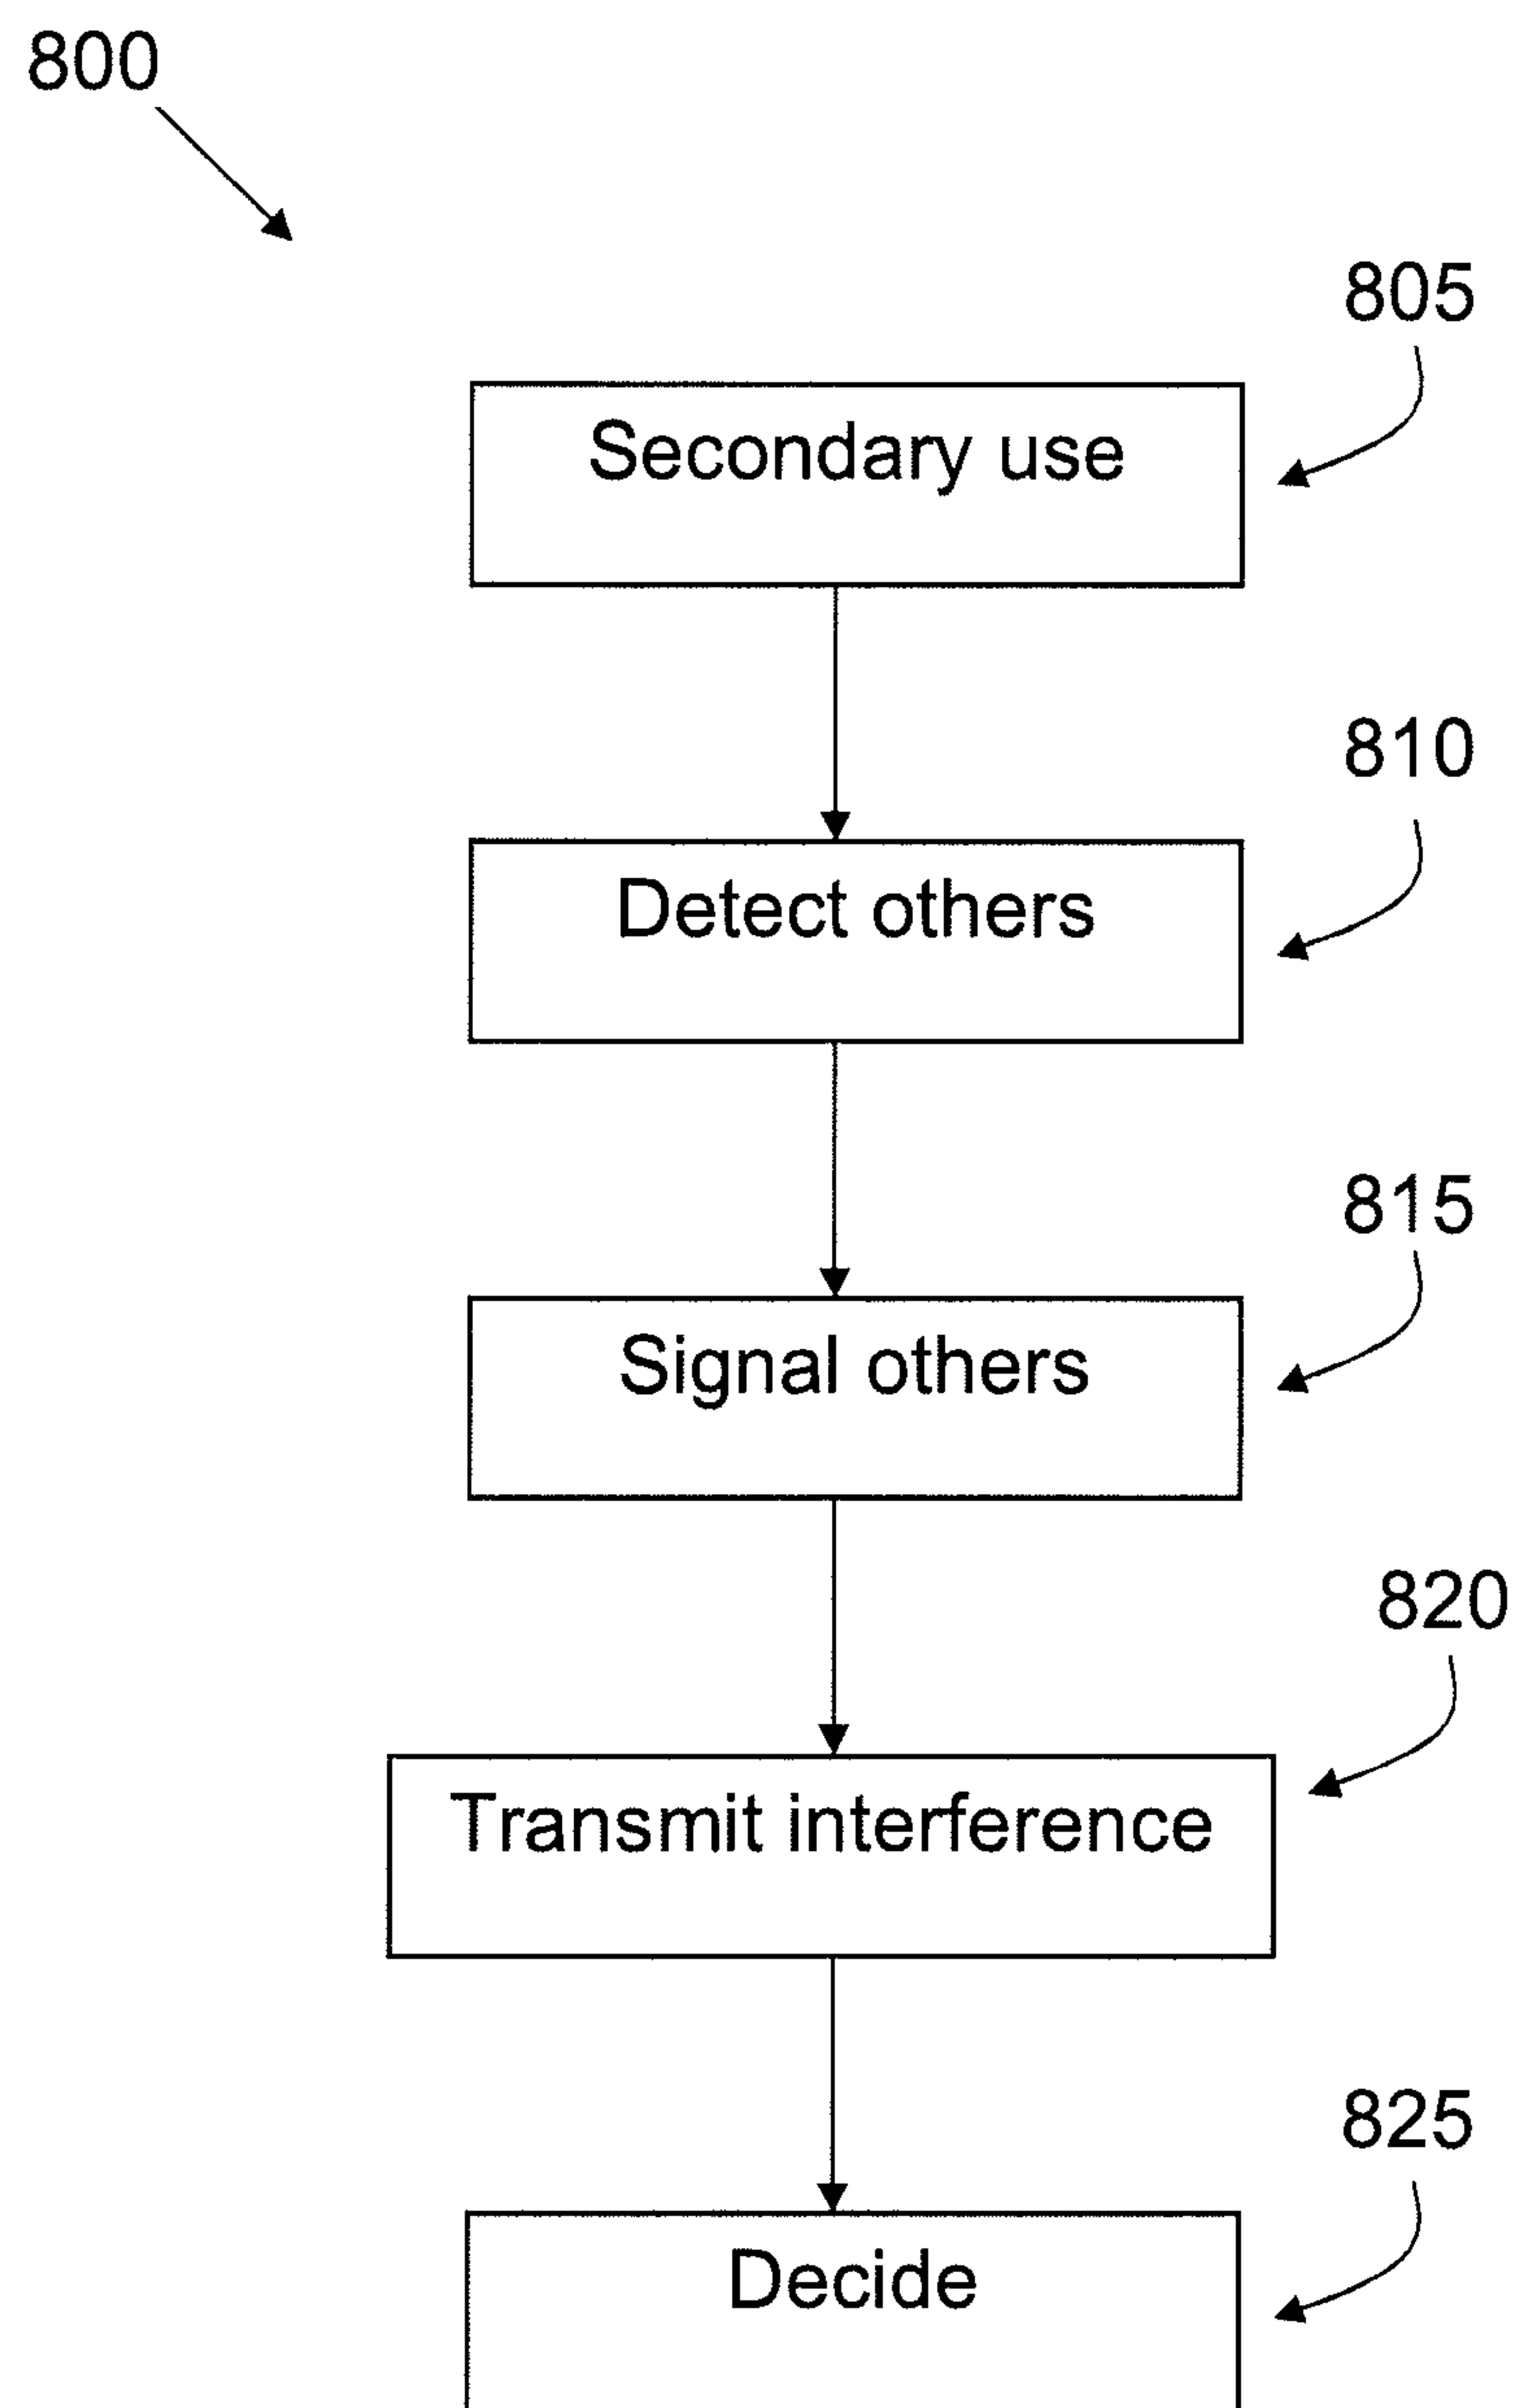 800
805
Secondary use
810
Detect others
815
Signal others
820
Transmit interference
825
Decide